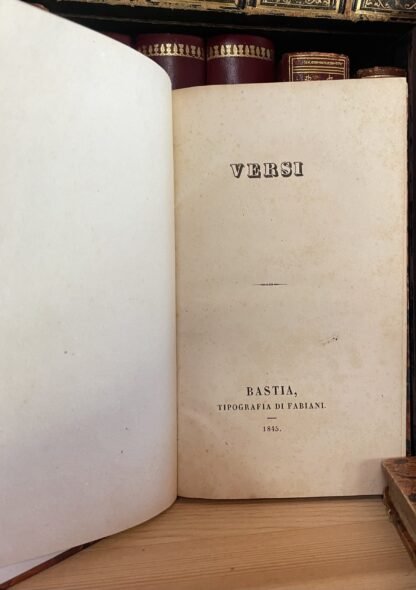 VERSI
BASTIA,
TIPOGRAFIA DI FABIANI.
1845.